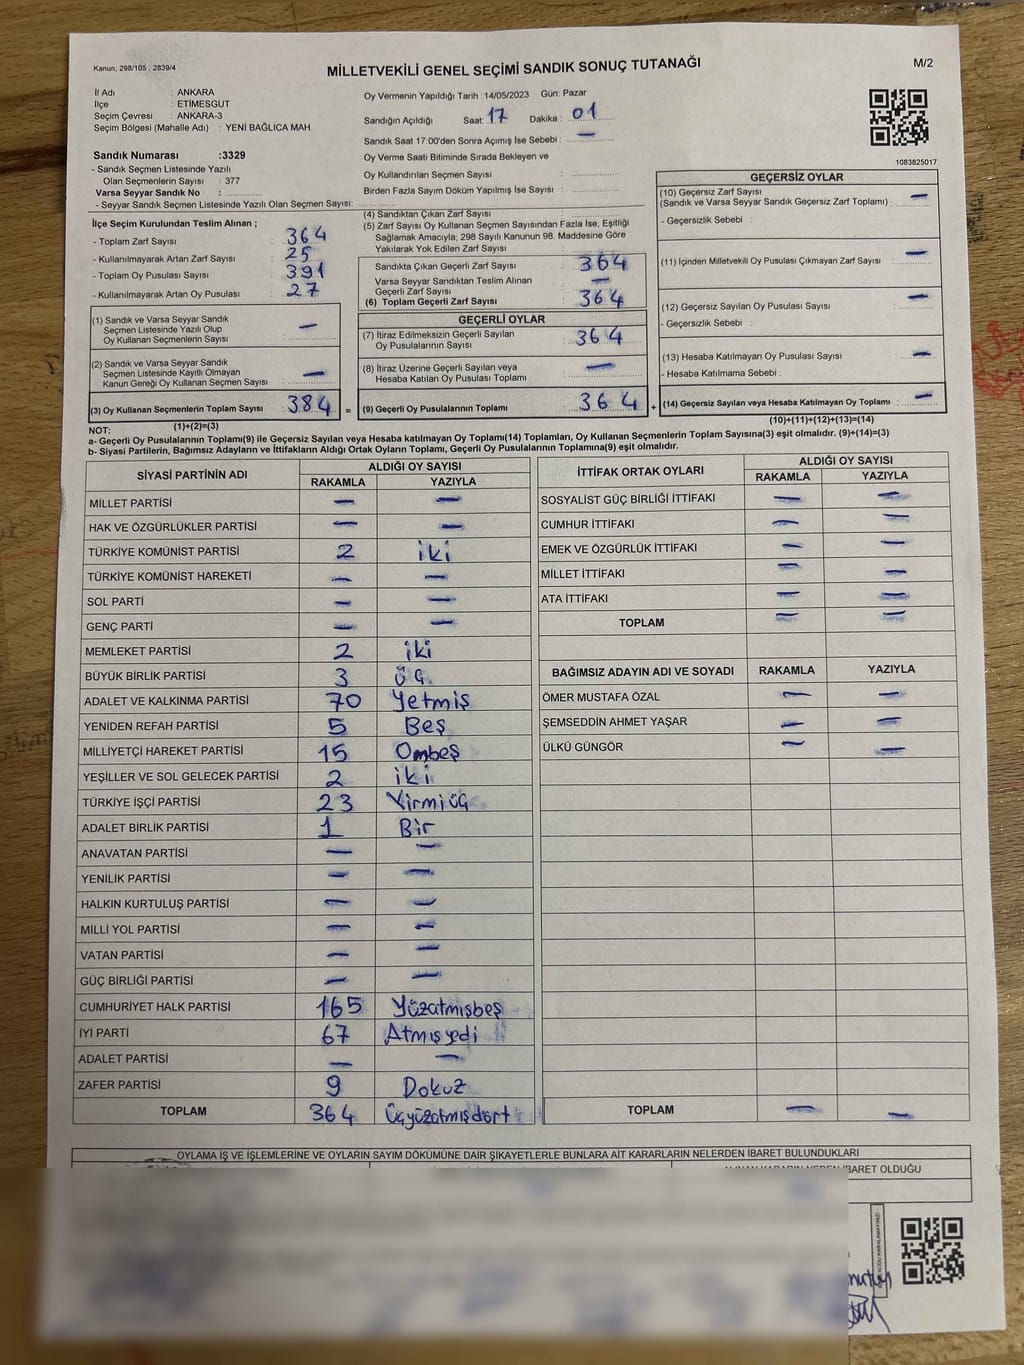 Kanun; 298/105 , 2839/4
MİLLETVEKİLİ GENEL SEÇİMİ SANDIK SONUÇ TUTANAĞI
M/2
İl Adı : ANKARA
İlçe : ETİMESGUT
Seçim Çevresi : ANKARA-3
Seçim Bölgesi (Mahalle Adı) : YENİ BAĞLICA MAH.
Oy Vermenin Yapıldığı Tarih :14/05/2023 Gün: Pazar
Sandığın Açıldığı Saat: 17 Dakika : 01
Sandık Saat 17.00'den Sonra Açılmış İse Sebebi : —
Oy Verme Saati Bitiminde Sırada Bekleyen ve
Oy Kullandırılan Seçmen Sayısı :
Birden Fazla Sayım Döküm Yapılmış İse Sayısı :
1083825017
Sandık Numarası :3329
- Sandık Seçmen Listesinde Yazılı
Olan Seçmenlerin Sayısı : 377
Varsa Seyyar Sandık No :
- Seyyar Sandık Seçmen Listesinde Yazılı Olan Seçmen Sayısı:
İlçe Seçim Kurulundan Teslim Alınan ;
- Toplam Zarf Sayısı : 364
- Kullanılmayarak Artan Zarf Sayısı : 25
- Toplam Oy Pusulası Sayısı : 391
- Kullanılmayarak Artan Oy Pusulası : 27
(1) Sandık ve Varsa Seyyar Sandık
Seçmen Listesinde Yazılı Olup
Oy Kullanan Seçmenlerin Sayısı : —
(2) Sandık ve Varsa Seyyar Sandık
Seçmen Listesinde Kayıtlı Olmayan
Kanun Gereği Oy Kullanan Seçmen Sayısı : —
(3) Oy Kullanan Seçmenlerin Toplam Sayısı : 384 =
(1)+(2)=(3)
(4) Sandıktan Çıkan Zarf Sayısı :
(5) Zarf Sayısı Oy Kullanan Seçmen Sayısından Fazla İse, Eşitliği
Sağlamak Amacıyla; 298 Sayılı Kanunun 98. Maddesine Göre
Yakılarak Yok Edilen Zarf Sayısı :
Sandıkta Çıkan Geçerli Zarf Sayısı : 364
Varsa Seyyar Sandıktan Teslim Alınan
Geçerli Zarf Sayısı : —
(6) Toplam Geçerli Zarf Sayısı : 364
GEÇERLİ OYLAR
(7) İtiraz Edilmeksizin Geçerli Sayılan
Oy Pusulalarının Sayısı : 364
(8) İtiraz Üzerine Geçerli Sayılan veya
Hesaba Katılan Oy Pusulası Toplamı : —
(9) Geçerli Oy Pusulalarının Toplamı : 364 +
GEÇERSİZ OYLAR
(10) Geçersiz Zarf Sayısı
(Sandık ve Varsa Seyyar Sandık Geçersiz Zarf Toplamı) : —
- Geçersizlik Sebebi :
(11) İçinden Milletvekili Oy Pusulası Çıkmayan Zarf Sayısı : —
(12) Geçersiz Sayılan Oy Pusulası Sayısı : —
- Geçersizlik Sebebi :
(13) Hesaba Katılmayan Oy Pusulası Sayısı : —
- Hesaba Katılmama Sebebi :
(14) Geçersiz Sayılan veya Hesaba Katılmayan Oy Toplamı : —
(10)+(11)+(12)+(13)=(14)
NOT:
a- Geçerli Oy Pusulalarının Toplamı(9) ile Geçersiz Sayılan veya Hesaba katılmayan Oy Toplamı(14) Toplamları, Oy Kullanan Seçmenlerin Toplam Sayısına(3) eşit olmalıdır. (9)+(14)=(3)
b- Siyasi Partilerin, Bağımsız Adayların ve İttifakların Aldığı Ortak Oyların Toplamı, Geçerli Oy Pusulalarının Toplamına(9) eşit olmalıdır.
SİYASİ PARTİNİN ADI ALDIĞI OY SAYISI
RAKAMLA YAZIYLA
MİLLET PARTİSİ — —
HAK VE ÖZGÜRLÜKLER PARTİSİ — —
TÜRKİYE KOMÜNİST PARTİSİ 2 iki
TÜRKİYE KOMÜNİST HAREKETİ — —
SOL PARTİ — —
GENÇ PARTİ — —
MEMLEKET PARTİSİ 2 iki
BÜYÜK BİRLİK PARTİSİ 3 üç
ADALET VE KALKINMA PARTİSİ 70 Yetmiş
YENİDEN REFAH PARTİSİ 5 Beş
MİLLİYETÇİ HAREKET PARTİSİ 15 Ombeş
YEŞİLLER VE SOL GELECEK PARTİSİ 2 iki
TÜRKİYE İŞÇİ PARTİSİ 23 Yirmiüç
ADALET BİRLİK PARTİSİ 1 Bir
ANAVATAN PARTİSİ — —
YENİLİK PARTİSİ — —
HALKIN KURTULUŞ PARTİSİ — —
MİLLİ YOL PARTİSİ — —
VATAN PARTİSİ — —
GÜÇ BİRLİĞİ PARTİSİ — —
CUMHURİYET HALK PARTİSİ 165 Yüzatmışbeş
İYİ PARTİ 67 Atmışyedi
ADALET PARTİSİ — —
ZAFER PARTİSİ 9 Dokuz
TOPLAM 364 Üçyüzatmışdört
İTTİFAK ORTAK OYLARI ALDIĞI OY SAYISI
RAKAMLA YAZIYLA
SOSYALİST GÜÇ BİRLİĞİ İTTİFAKI — —
CUMHUR İTTİFAKI — —
EMEK VE ÖZGÜRLÜK İTTİFAKI — —
MİLLET İTTİFAKI — —
ATA İTTİFAKI — —
TOPLAM — —
BAĞIMSIZ ADAYIN ADI VE SOYADI RAKAMLA YAZIYLA
ÖMER MUSTAFA ÖZAL — —
ŞEMSEDDİN AHMET YAŞAR — —
ÜLKÜ GÜNGÖR — —
TOPLAM — —
OYLAMA İŞ VE İŞLEMLERİNE VE OYLARIN SAYIM DÖKÜMÜNE DAİR ŞİKAYETLERLE BUNLARA AİT KARARLARIN NELERDEN İBARET BULUNDUKLARI
ALINAN KARARIN NEDEN İBARET OLDUĞU